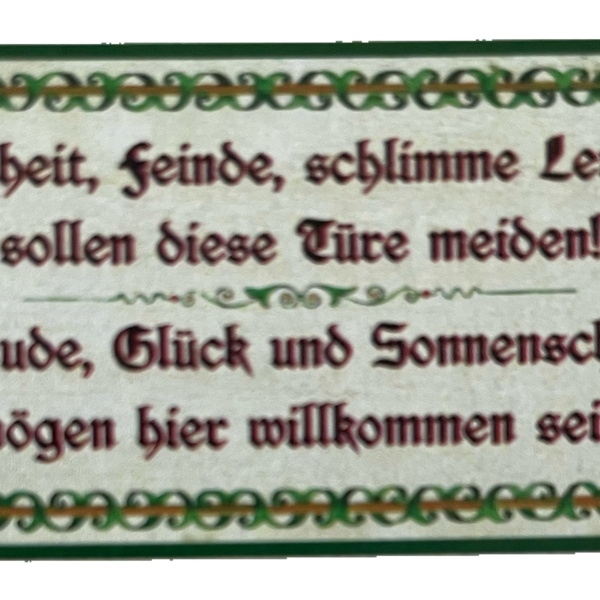 heit, Feinde, schlimme Le
sollen diese Türe meiden!
ude, Glück und Sonnensch
ögen hier willkommen sei